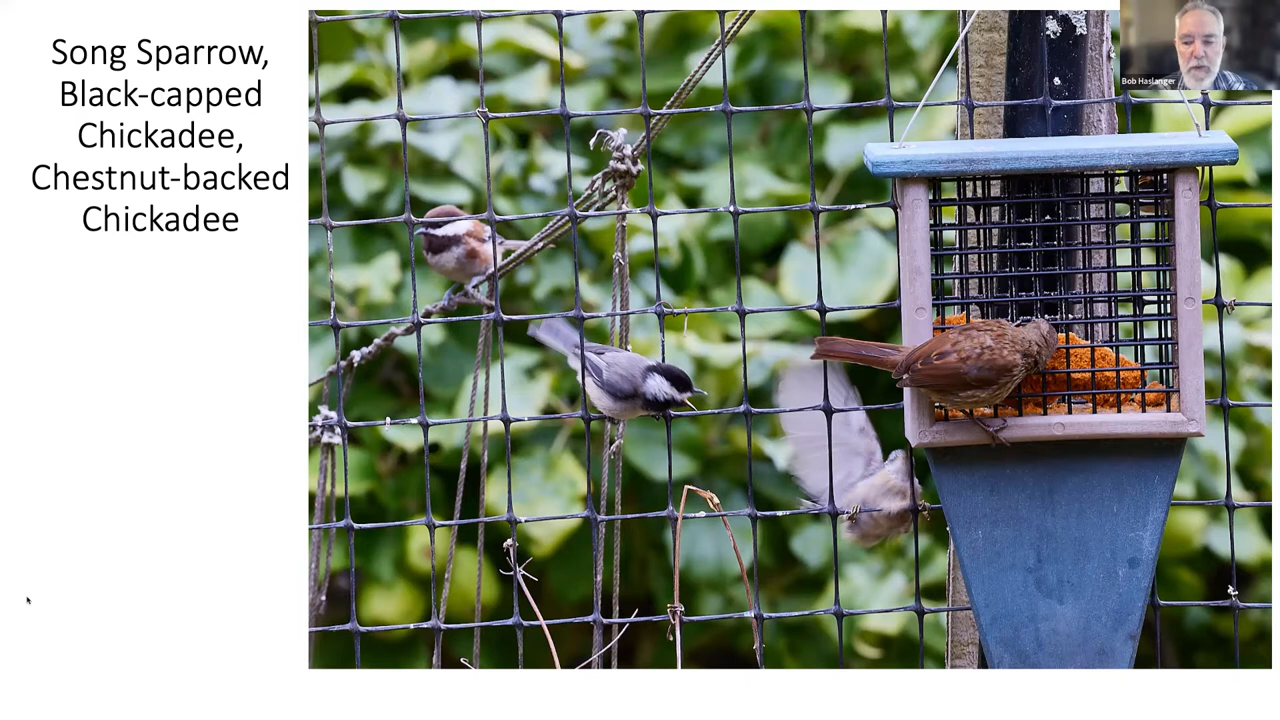 Song Sparrow,
Black-capped
Chickadee,
Chestnut-backed
Chickadee
Bob Haslanger